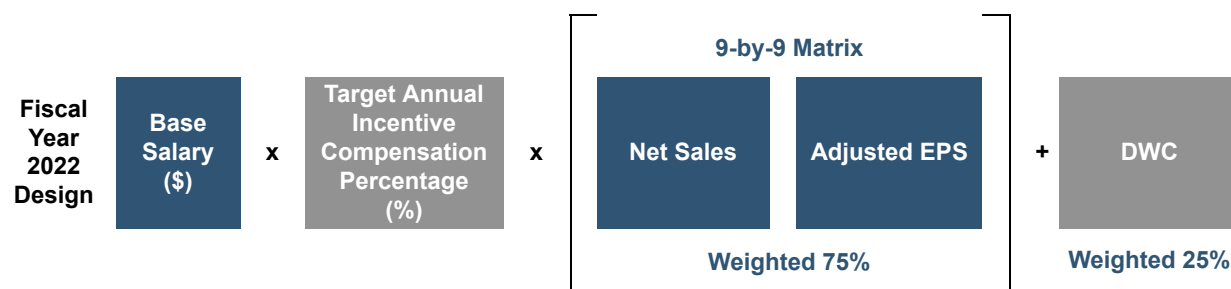 9-by-9 Matrix
Fiscal
Year
2022
Design
Base
Salary
($)
x
Target Annual
Incentive
Compensation
Percentage
(%)
x
Net Sales
Adjusted EPS
+
DWC
Weighted 75%
Weighted 25%